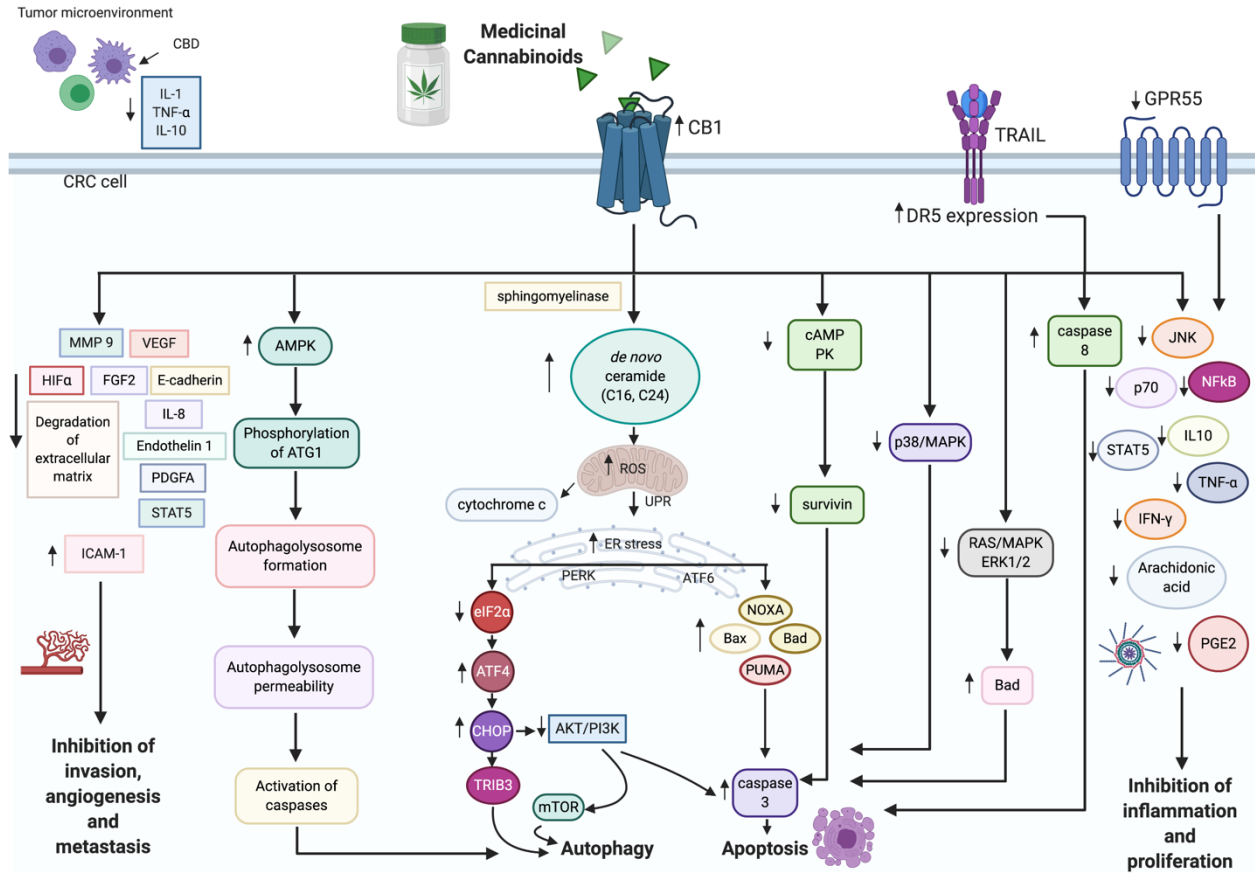 Tumor microenvironment
CBD
IL-1
TNF-α
IL-10
Medicinal
Cannabinoids
CB1
TRAIL
GPR55
CRC cell
DR5 expression
sphingomyelinase
MMP 9
VEGF
HIFα
FGF2
E-cadherin
IL-8
Degradation
of
extracellular
matrix
Endothelin 1
PDGFA
STAT5
ICAM-1
Inhibition of
invasion,
angiogenesis
and
metastasis
AMPK
Phosphorylation
of ATG1
Autophagolysosome
formation
Autophagolysosome
permeability
Activation of
caspases
de novo
ceramide
(C16, C24)
ROS
cytochrome c
UPR
ER stress
PERK
ATF6
eIF2α
ATF4
CHOP
AKT/PI3K
TRIB3
mTOR
Autophagy
NOXA
Bax
Bad
PUMA
caspase
3
Apoptosis
cAMP
PK
survivin
p38/MAPK
RAS/MAPK
ERK1/2
Bad
caspase
8
JNK
p70
NFkB
STAT5
IL10
TNF-α
IFN-γ
Arachidonic
acid
PGE2
Inhibition of
inflammation
and
proliferation